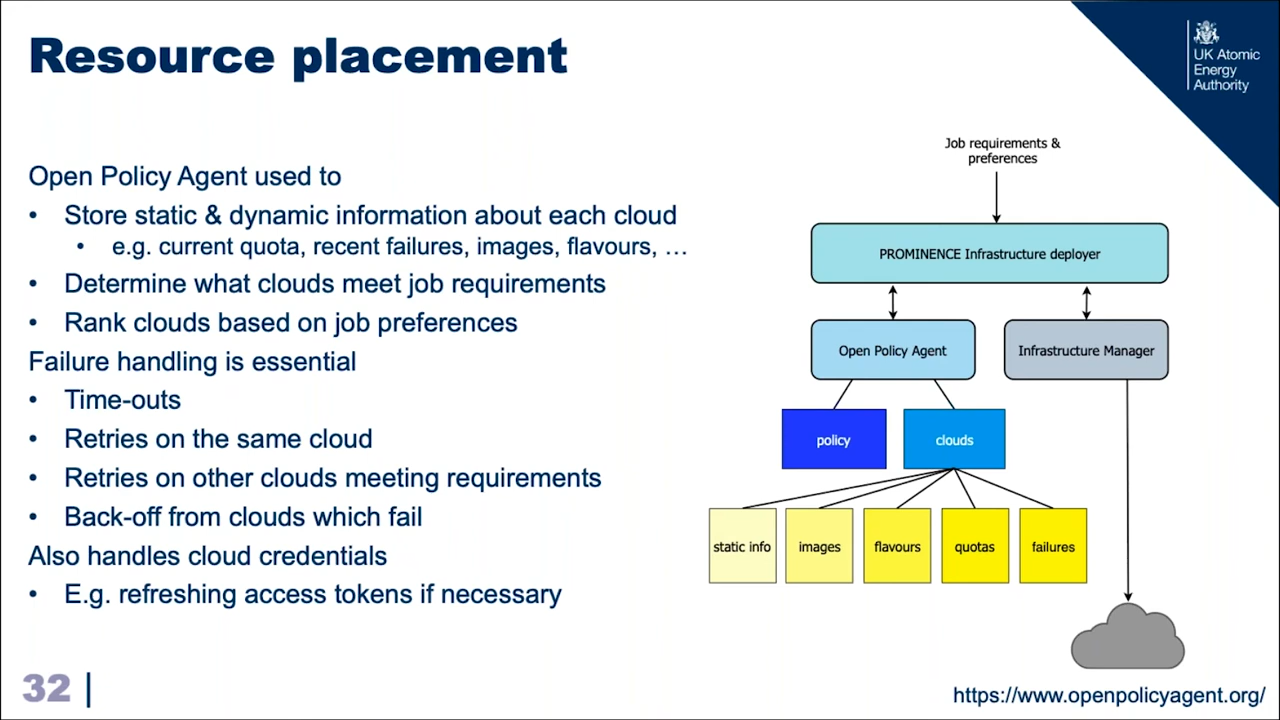 Resource placement
UK Atomic
Energy
Authority
Open Policy Agent used to
• Store static & dynamic information about each cloud
• e.g. current quota, recent failures, images, flavours, …
• Determine what clouds meet job requirements
• Rank clouds based on job preferences
Failure handling is essential
• Time-outs
• Retries on the same cloud
• Retries on other clouds meeting requirements
• Back-off from clouds which fail
Also handles cloud credentials
• E.g. refreshing access tokens if necessary
Job requirements &
preferences
PROMINENCE Infrastructure deployer
Open Policy Agent
Infrastructure Manager
policy
clouds
static info
images
flavours
quotas
failures
32 |
https://www.openpolicyagent.org/